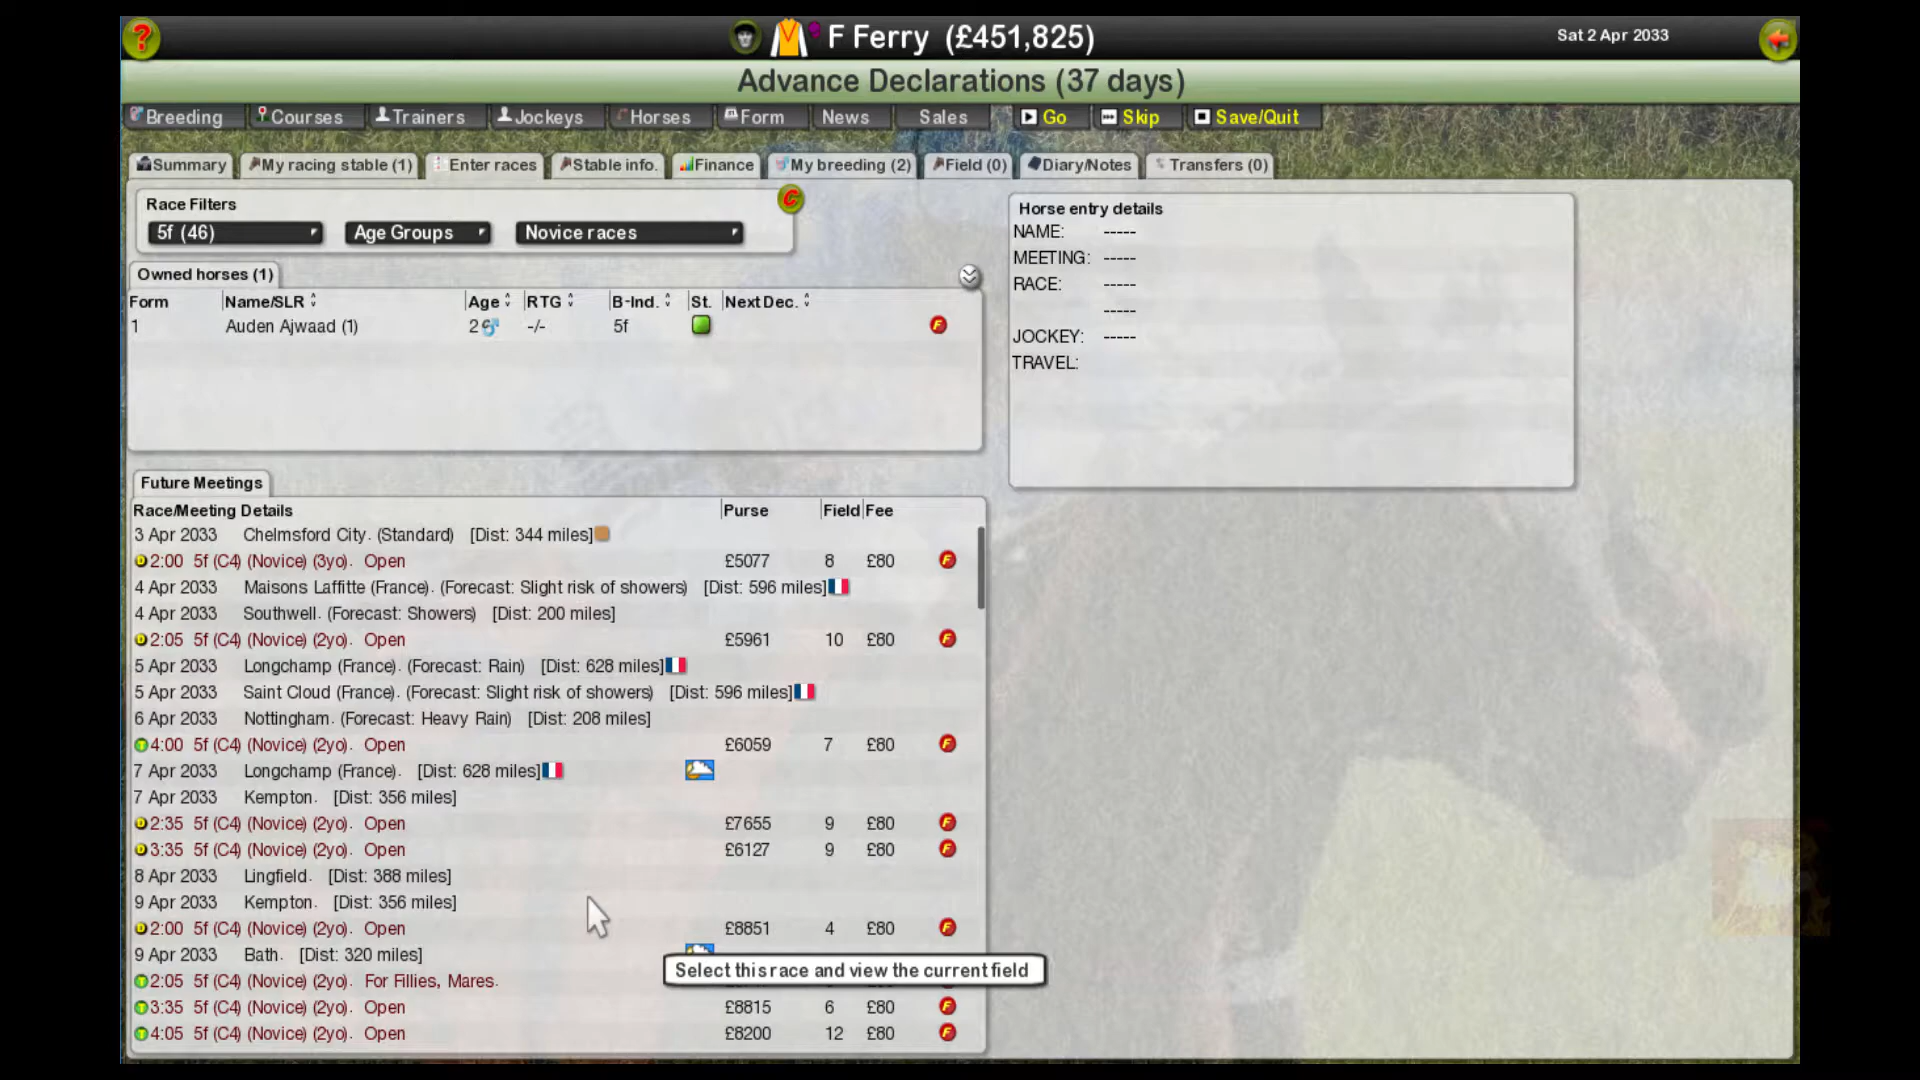 F Ferry (£451,825)
Sat 2 Apr 2033
Advance Declarations (37 days)
Breeding Courses Trainers Jockeys Horses Form News Sales Go Skip Save/Quit
Summary My racing stable (1) Enter races Stable info. Finance My breeding (2) Field (0) Diary/Notes Transfers (0)
Race Filters
5f (46) Age Groups Novice races
Owned horses (1)
Form Name/SLR Age RTG B-Ind. St. Next Dec.
1 Auden Ajwaad (1) 2 -/- 5f F
Horse entry details
NAME: -----
MEETING: -----
RACE: -----
-----
JOCKEY: -----
TRAVEL:
Future Meetings
Race/Meeting Details Purse Field Fee
3 Apr 2033 Chelmsford City. (Standard) [Dist: 344 miles]
D 2:00 5f (C4) (Novice) (3yo). Open £5077 8 £80 F
4 Apr 2033 Maisons Laffitte (France). (Forecast: Slight risk of showers) [Dist: 596 miles]
4 Apr 2033 Southwell. (Forecast: Showers) [Dist: 200 miles]
D 2:05 5f (C4) (Novice) (2yo). Open £5961 10 £80 F
5 Apr 2033 Longchamp (France). (Forecast: Rain) [Dist: 628 miles]
5 Apr 2033 Saint Cloud (France). (Forecast: Slight risk of showers) [Dist: 596 miles]
6 Apr 2033 Nottingham. (Forecast: Heavy Rain) [Dist: 208 miles]
T 4:00 5f (C4) (Novice) (2yo). Open £6059 7 £80 F
7 Apr 2033 Longchamp (France). [Dist: 628 miles]
7 Apr 2033 Kempton. [Dist: 356 miles]
D 2:35 5f (C4) (Novice) (2yo). Open £7655 9 £80 F
D 3:35 5f (C4) (Novice) (2yo). Open £6127 9 £80 F
8 Apr 2033 Lingfield. [Dist: 388 miles]
9 Apr 2033 Kempton. [Dist: 356 miles]
D 2:00 5f (C4) (Novice) (2yo). Open £8851 4 £80 F
9 Apr 2033 Bath. [Dist: 320 miles]
Select this race and view the current field
T 2:05 5f (C4) (Novice) (2yo). For Fillies, Mares.
T 3:35 5f (C4) (Novice) (2yo). Open £8815 6 £80 F
T 4:05 5f (C4) (Novice) (2yo). Open £8200 12 £80 F